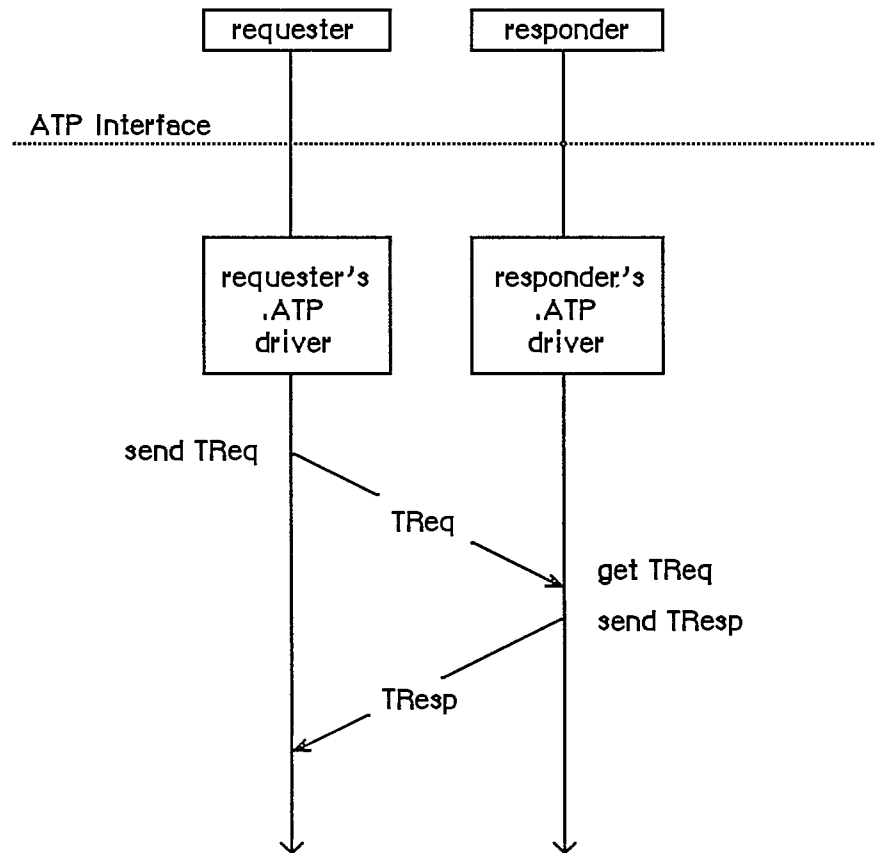 requester
responder
ATP Interface
requester's
.ATP
driver
responder's
.ATP
driver
send TReq
TReq
get TReq
send TResp
TResp